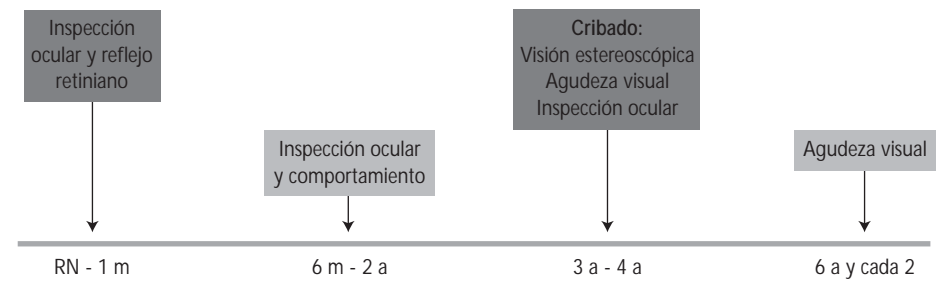 Inspección
ocular y reflejo
retiniano
Cribado:
Visión estereoscópica
Agudeza visual
Inspección ocular
Inspección ocular
y comportamiento
Agudeza visual
RN - 1 m
6 m - 2 a
3 a - 4 a
6 a y cada 2